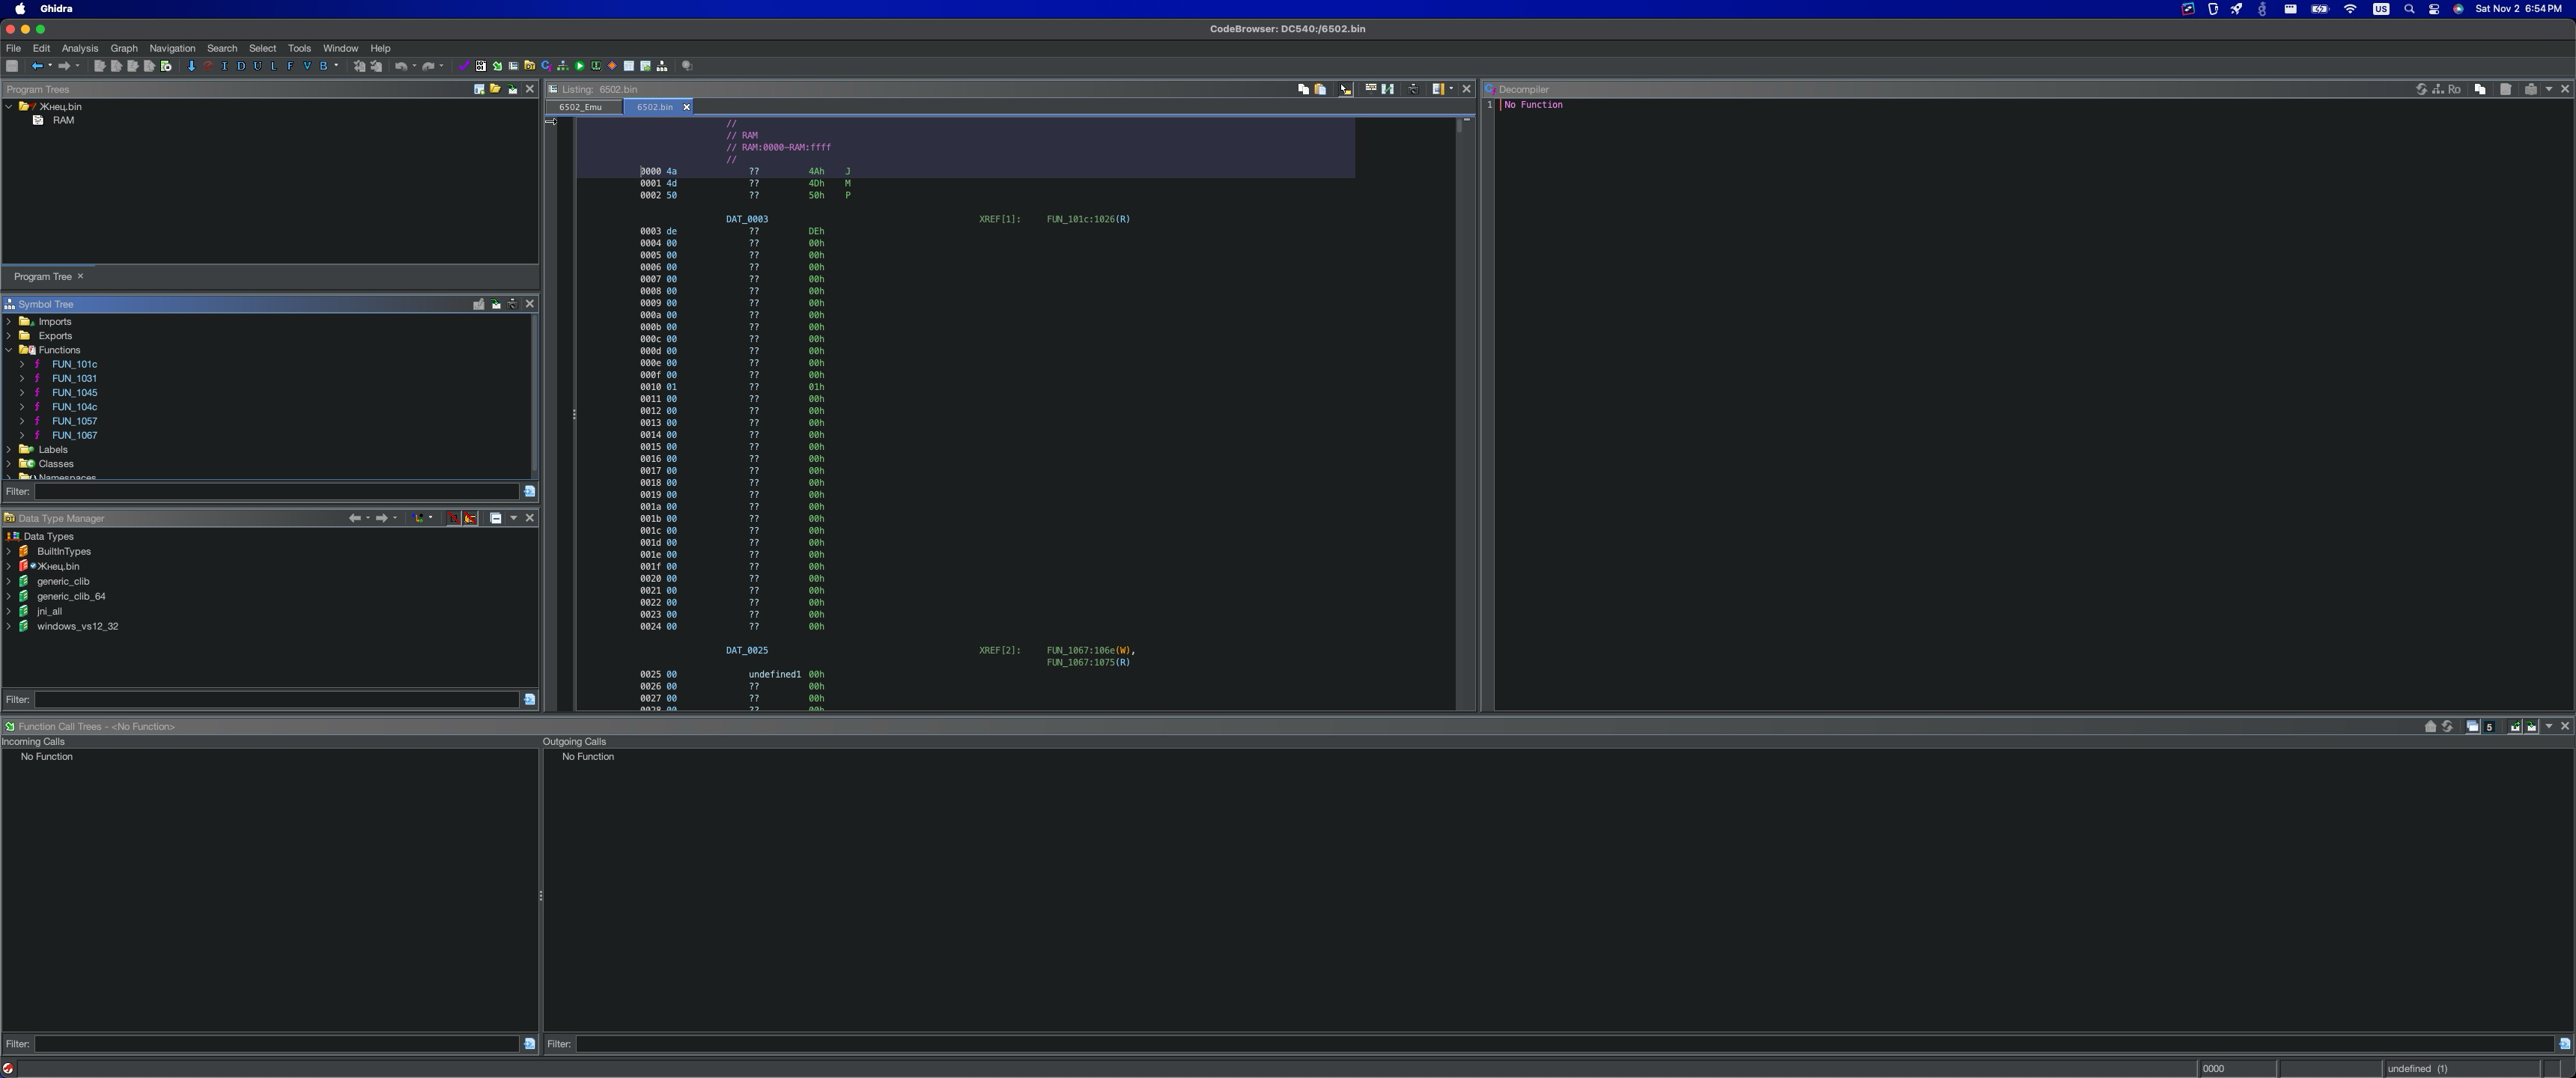 Ghidra
US
Sat Nov 2 6:54 PM
CodeBrowser: DC540:/6502.bin
File Edit Analysis Graph Navigation Search Select Tools Window Help
I D U L F V B
Program Trees
Жнец.bin
RAM
Program Tree
Symbol Tree
Imports
Exports
Functions
f FUN_101c
f FUN_1031
f FUN_1045
f FUN_104c
f FUN_1057
f FUN_1067
Labels
Classes
Namespaces
Filter:
Data Type Manager
Data Types
BuiltInTypes
Жнец.bin
generic_clib
generic_clib_64
jni_all
windows_vs12_32
Filter:
Listing: 6502.bin
6502_Emu 6502.bin
//
// RAM
// RAM:0000-RAM:ffff
//
0000 4a ?? 4Ah J
0001 4d ?? 4Dh M
0002 50 ?? 50h P
DAT_0003 XREF[1]: FUN_101c:1026(R)
0003 de ?? DEh
0004 00 ?? 00h
0005 00 ?? 00h
0006 00 ?? 00h
0007 00 ?? 00h
0008 00 ?? 00h
0009 00 ?? 00h
000a 00 ?? 00h
000b 00 ?? 00h
000c 00 ?? 00h
000d 00 ?? 00h
000e 00 ?? 00h
000f 00 ?? 00h
0010 01 ?? 01h
0011 00 ?? 00h
0012 00 ?? 00h
0013 00 ?? 00h
0014 00 ?? 00h
0015 00 ?? 00h
0016 00 ?? 00h
0017 00 ?? 00h
0018 00 ?? 00h
0019 00 ?? 00h
001a 00 ?? 00h
001b 00 ?? 00h
001c 00 ?? 00h
001d 00 ?? 00h
001e 00 ?? 00h
001f 00 ?? 00h
0020 00 ?? 00h
0021 00 ?? 00h
0022 00 ?? 00h
0023 00 ?? 00h
0024 00 ?? 00h
DAT_0025 XREF[2]: FUN_1067:106e(W),
FUN_1067:1075(R)
0025 00 undefined1 00h
0026 00 ?? 00h
0027 00 ?? 00h
0028 00 ?? 00h
Decompiler
Ro
1 No Function
Function Call Trees - <No Function>
5
Incoming Calls
No Function
Filter:
Outgoing Calls
No Function
Filter:
0000
undefined (1)